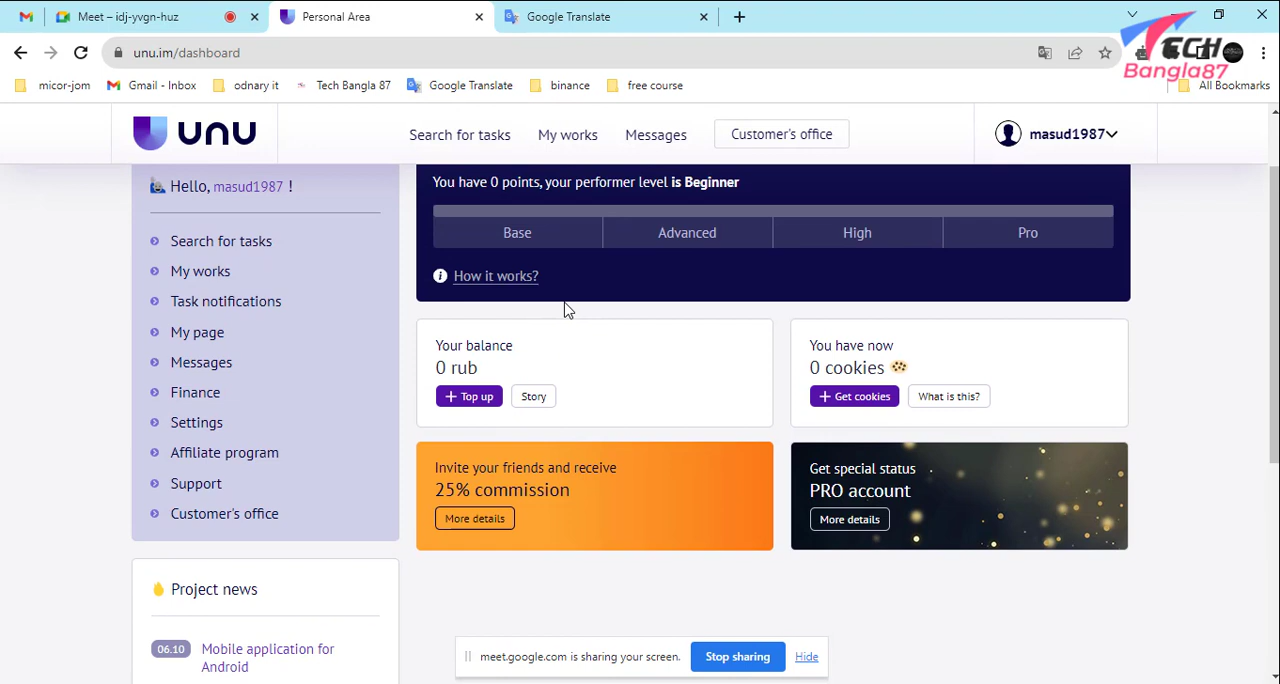 Meet – idj-yvgn-huz
Personal Area
Google Translate
unu.im/dashboard
TECH
Bangla87
micor-jom
Gmail - Inbox
odnary it
Tech Bangla 87
Google Translate
binance
free course
All Bookmarks
unu
Search for tasks
My works
Messages
Customer's office
masud1987
Hello, masud1987 !
Search for tasks
My works
Task notifications
My page
Messages
Finance
Settings
Affiliate program
Support
Customer's office
Project news
06.10
Mobile application for
Android
You have 0 points, your performer level is Beginner
Base
Advanced
High
Pro
How it works?
Your balance
0 rub
+ Top up
Story
You have now
0 cookies
+ Get cookies
What is this?
Invite your friends and receive
25% commission
More details
Get special status
PRO account
More details
meet.google.com is sharing your screen.
Stop sharing
Hide